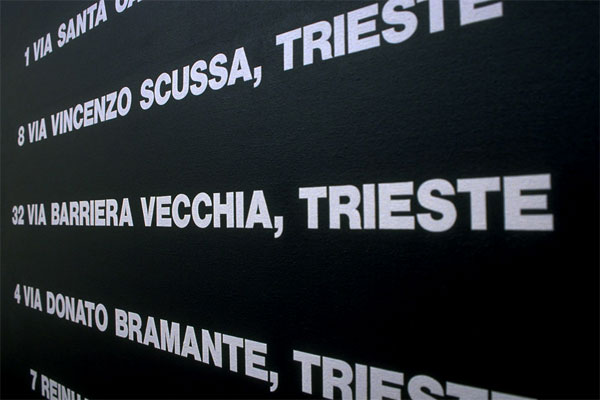 1 VIA SANTA
8 VIA VINCENZO SCUSSA, TRIESTE
32 VIA BARRIERA VECCHIA, TRIESTE
4 VIA DONATO BRAMANTE, TRIESTE
7